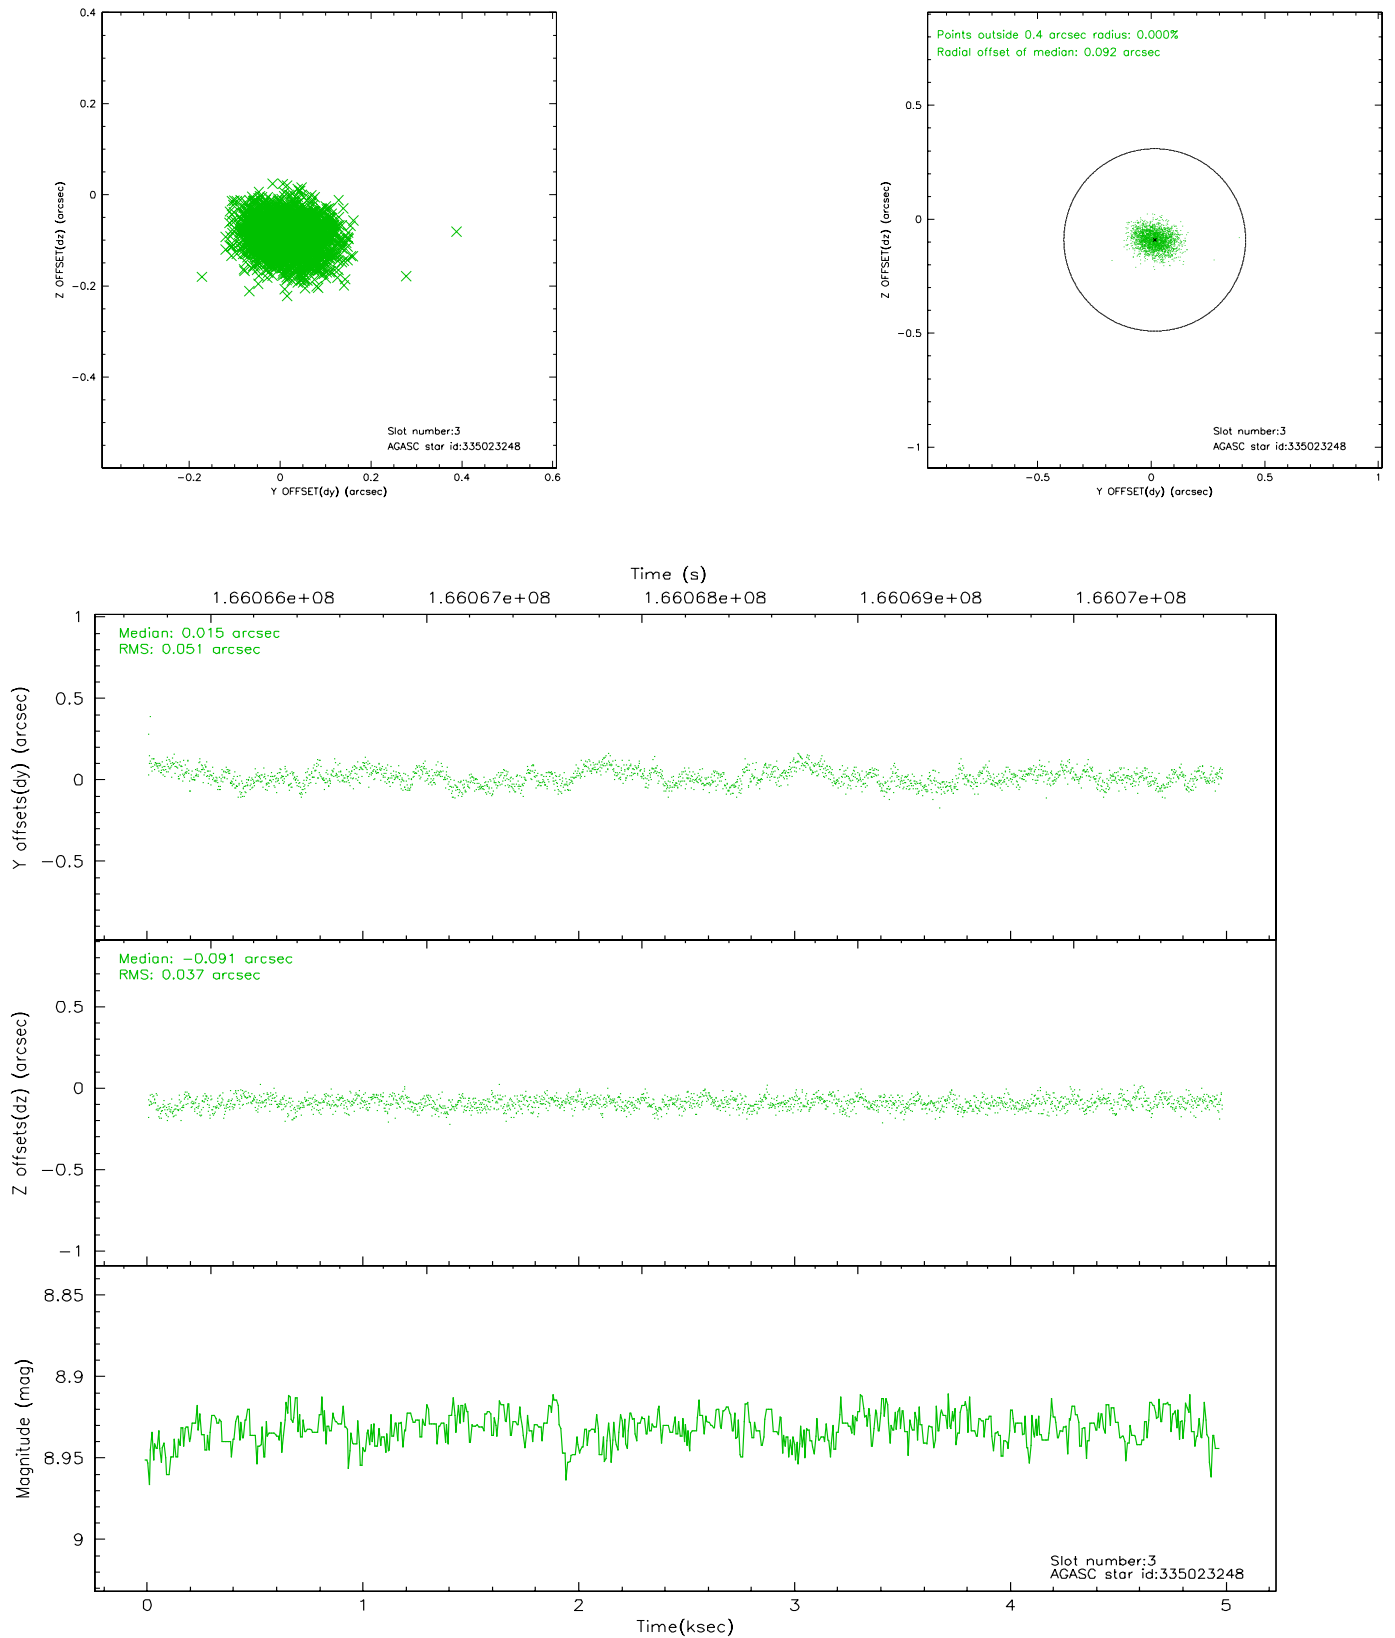 0.4
0.2
0
−0.2
−0.4
Z OFFSET(dz) (arcsec)
Slot number:3
AGASC star id:335023248
−0.2 0 0.2 0.4 0.6
Y OFFSET(dy) (arcsec)
Points outside 0.4 arcsec radius: 0.000%
Radial offset of median: 0.092 arcsec
0.5
0
−0.5
−1
Z OFFSET(dz) (arcsec)
Slot number:3
AGASC star id:335023248
−0.5 0 0.5 1
Y OFFSET(dy) (arcsec)
Time (s)
1.66066e+08 1.66067e+08 1.66068e+08 1.66069e+08 1.6607e+08
Median: 0.015 arcsec
RMS: 0.051 arcsec
1
0.5
0
−0.5
Y offsets(dy) (arcsec)
Median: −0.091 arcsec
RMS: 0.037 arcsec
0.5
0
−0.5
−1
Z offsets(dz) (arcsec)
8.85
8.9
8.95
9
Magnitude (mag)
Slot number:3
AGASC star id:335023248
0 1 2 3 4 5
Time(ksec)